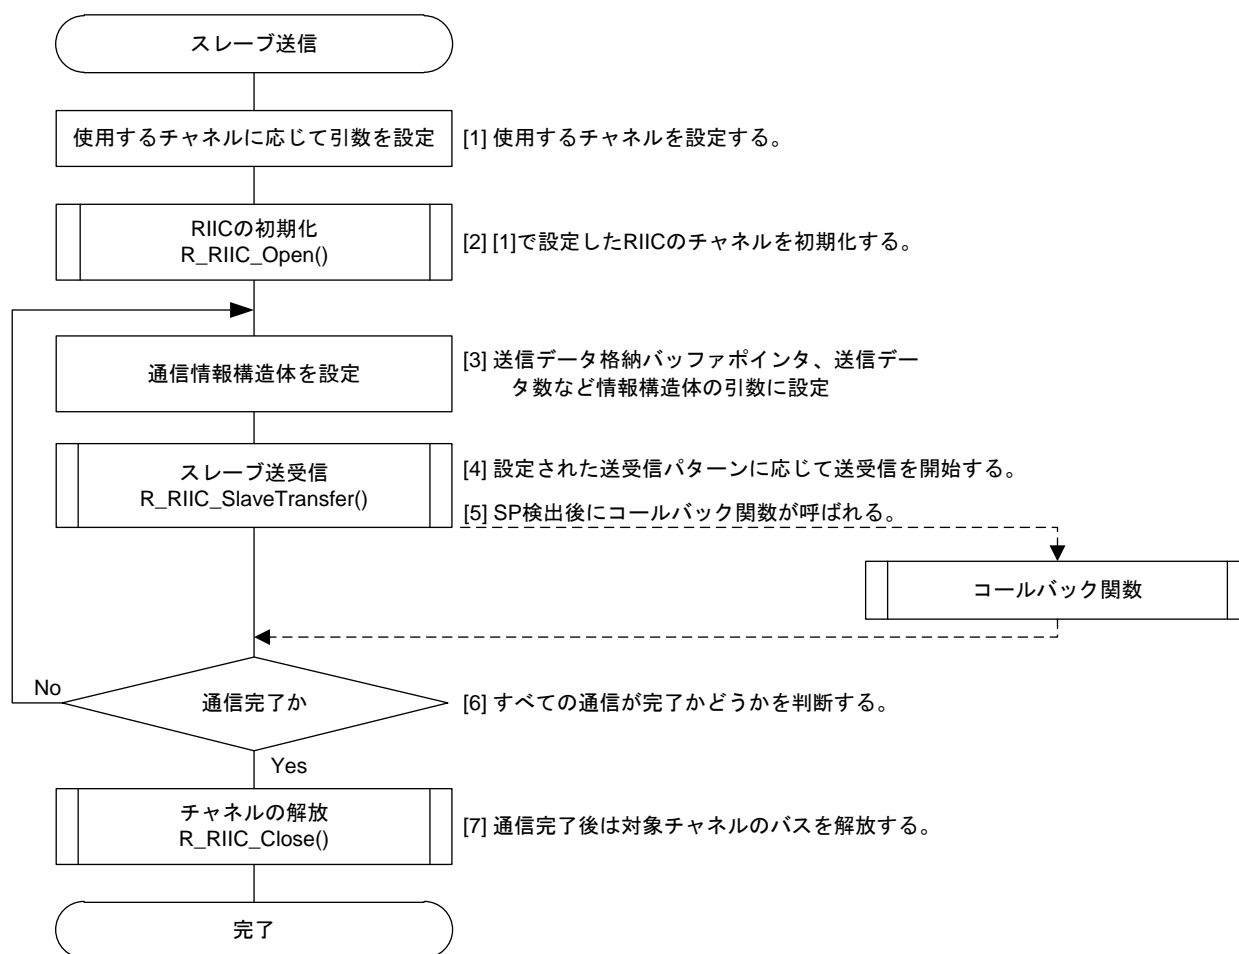 スレーブ送信
使用するチャネルに応じて引数を設定
[1] 使用するチャネルを設定する。
RIICの初期化
R_RIIC_Open()
[2] [1]で設定したRIICのチャネルを初期化する。
通信情報構造体を設定
[3] 送信データ格納バッファポインタ、送信デー
タ数など情報構造体の引数に設定
スレーブ送受信
R_RIIC_SlaveTransfer()
[4] 設定された送受信パターンに応じて送受信を開始する。
[5] SP検出後にコールバック関数が呼ばれる。
コールバック関数
No
通信完了か
[6] すべての通信が完了かどうかを判断する。
Yes
チャネルの解放
R_RIIC_Close()
[7] 通信完了後は対象チャネルのバスを解放する。
完了